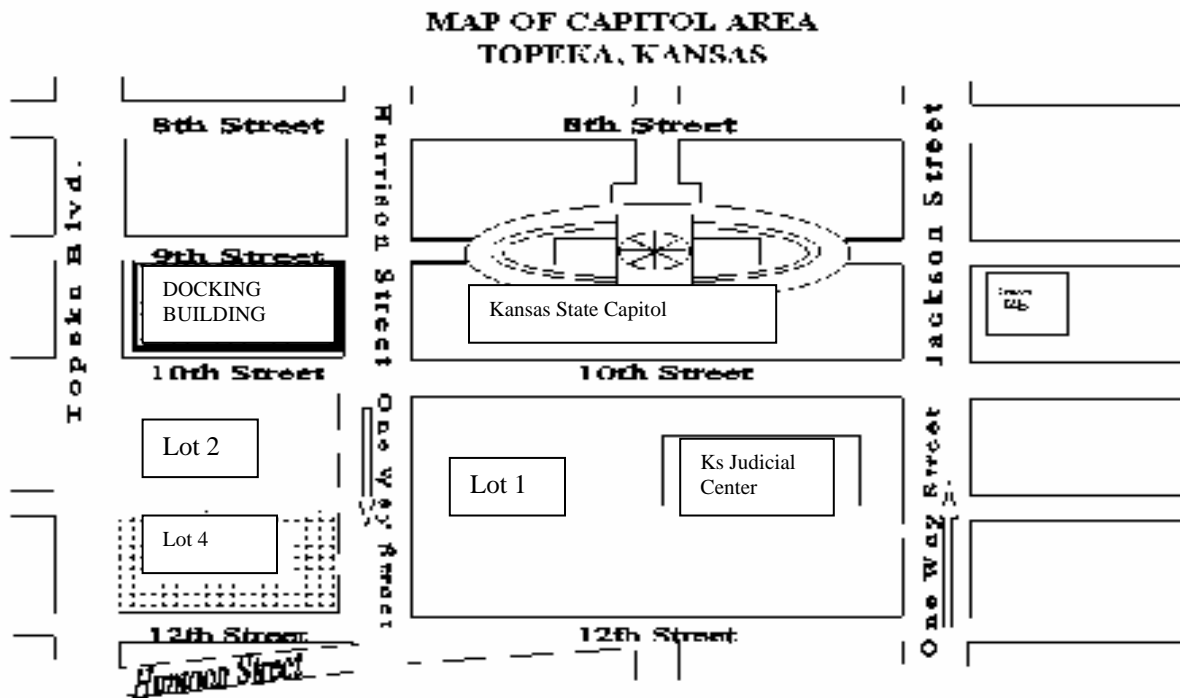 MAP OF CAPITOL AREA
TOPEKA, KANSAS
8th Street
8th Street
Topeka Blvd.
Harrison Street
Jackson Street
9th Street
DOCKING
BUILDING
Kansas State Capitol
10th Street
10th Street
Lot 2
Lot 1
Ks Judicial
Center
Lot 4
One Way Street
One Way Street
12th Street
12th Street
Street